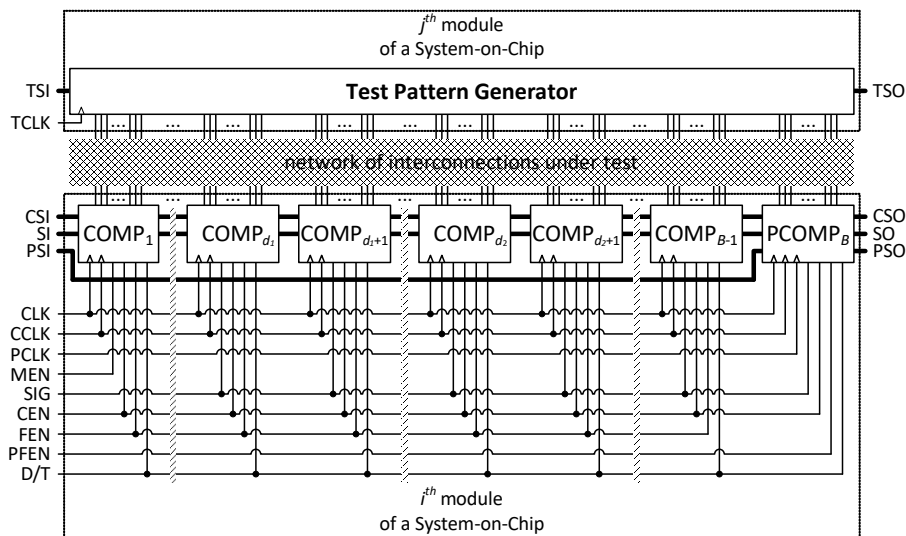 jth module
of a System-on-Chip
TSI Test Pattern Generator TSO
TCLK
... ... ... ... ... ... ... ... ... ... ... ... ...
network of interconnections under test
... ... ... ... ... ... ... ... ... ... ... ... ...
CSI CSO
SI COMP1 COMPd1 COMPd1+1 COMPd2 COMPd2+1 COMPB-1 PCOMPB SO
PSI PSO
CLK
CCLK
PCLK
MEN
SIG
CEN
FEN
PFEN
D/T
ith module
of a System-on-Chip